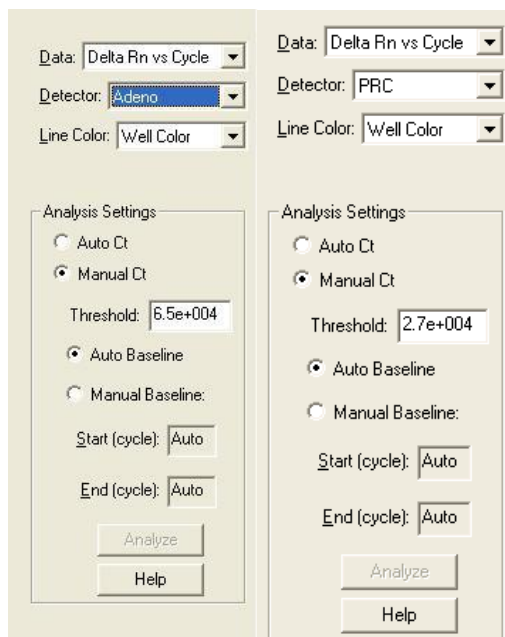 Data: Delta Rn vs Cycle
Detector: Adeno
Line Color: Well Color
Analysis Settings
Auto Ct
Manual Ct
Threshold: 6.5e+004
Auto Baseline
Manual Baseline:
Start (cycle): Auto
End (cycle): Auto
Analyze
Help
Data: Delta Rn vs Cycle
Detector: PRC
Line Color: Well Color
Analysis Settings
Auto Ct
Manual Ct
Threshold: 2.7e+004
Auto Baseline
Manual Baseline:
Start (cycle): Auto
End (cycle): Auto
Analyze
Help